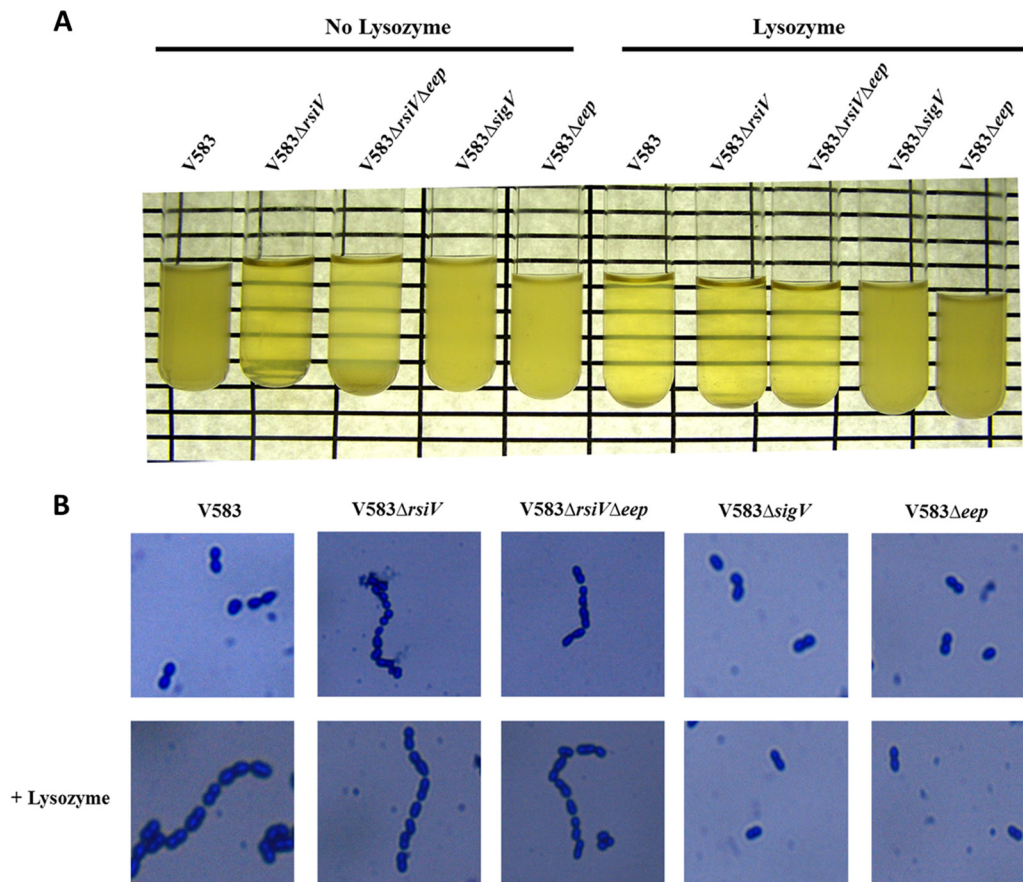 A
No Lysozyme Lysozyme
V583 V583ΔrsiV V583ΔrsiVΔeep V583ΔsigV V583Δeep V583 V583ΔrsiV V583ΔrsiVΔeep V583ΔsigV V583Δeep
B
V583 V583ΔrsiV V583ΔrsiVΔeep V583ΔsigV V583Δeep
+ Lysozyme